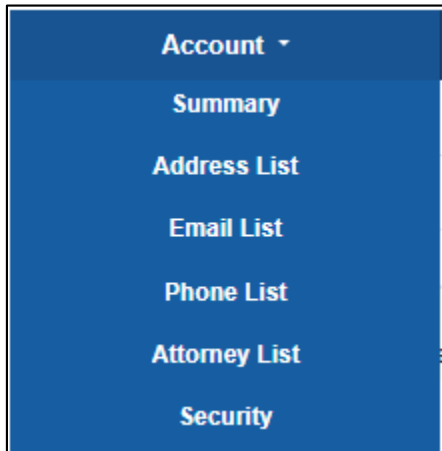 Account
Summary
Address List
Email List
Phone List
Attorney List
Security